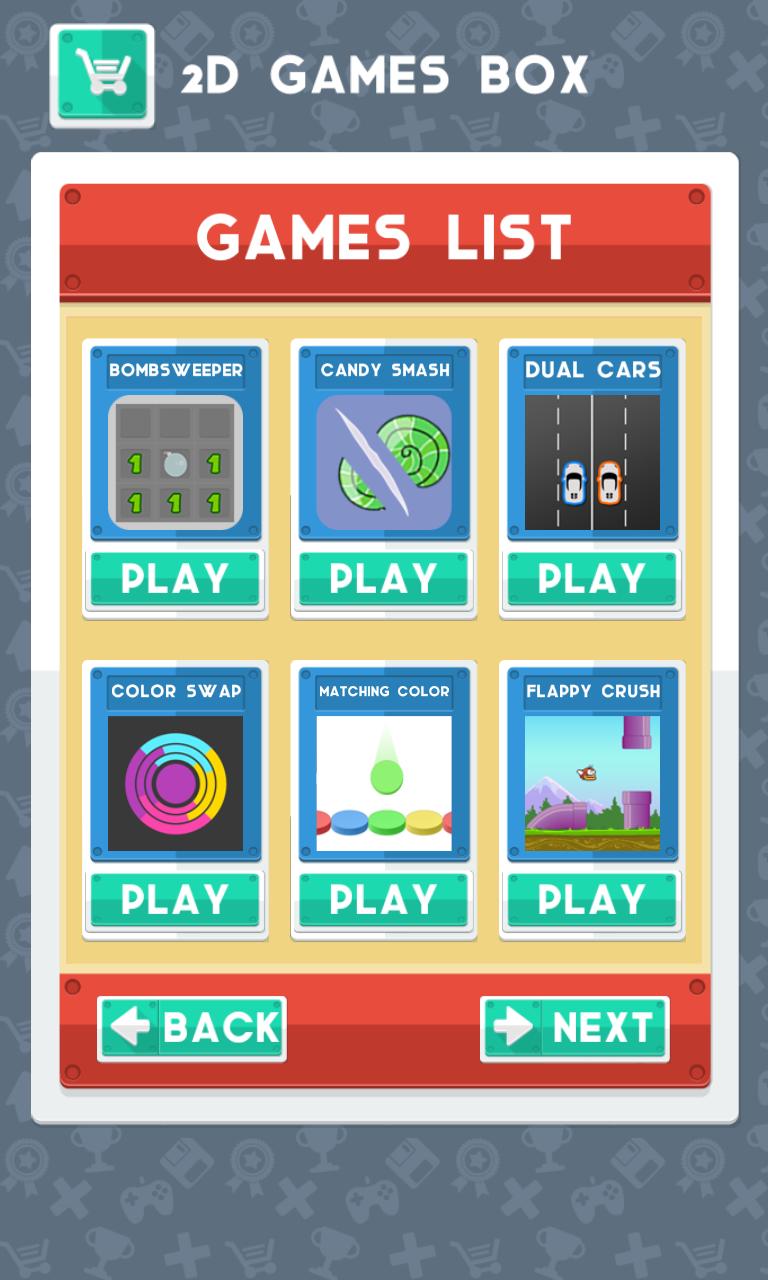 2D GAMES BOX
GAMES LIST
BOMBSWEEPER
CANDY SMASH
DUAL CARS
1 1
1 1 1
PLAY
PLAY
PLAY
COLOR SWAP
MATCHING COLOR
FLAPPY CRUSH
PLAY
PLAY
PLAY
BACK
NEXT